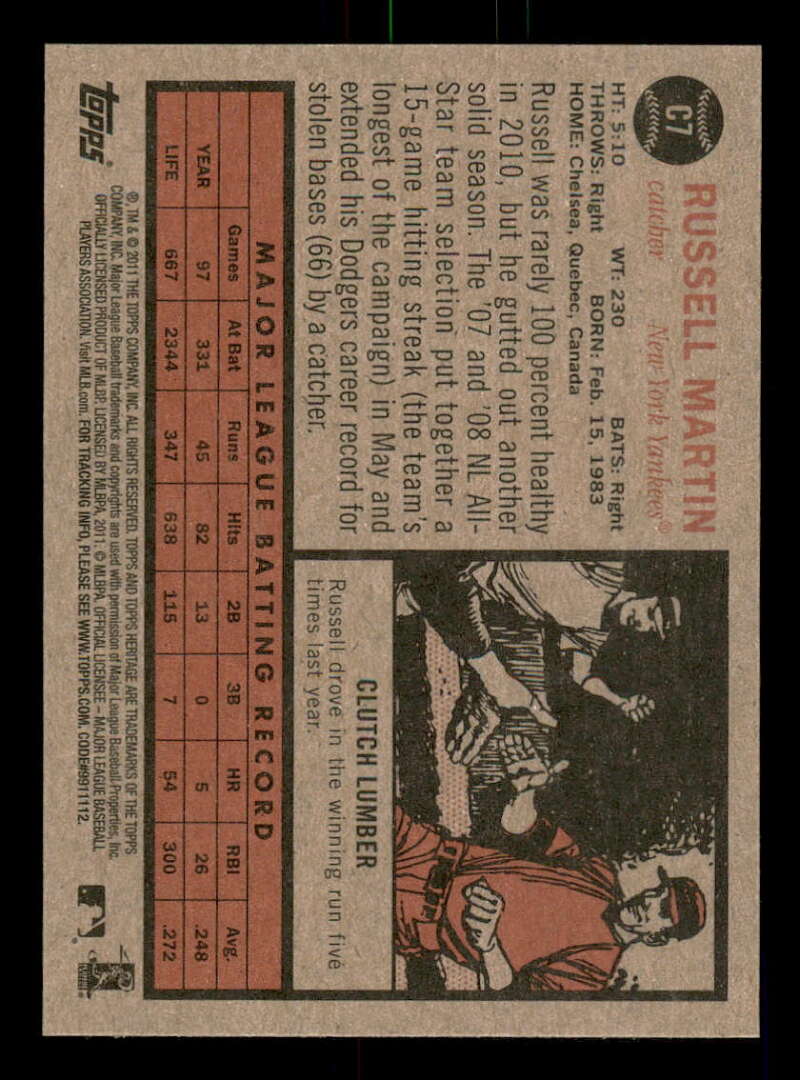 C7
RUSSELL MARTIN
catcher New York Yankees®
HT: 5:10 WT: 230 BATS: Right
THROWS: Right BORN: Feb. 15, 1983
HOME: Chelsea, Quebec, Canada
Russell was rarely 100 percent healthy
in 2010, but he gutted out another
solid season. The '07 and '08 NL All-
Star team selection put together a
15-game hitting streak (the team's
longest of the campaign) in May and
extended his Dodgers career record for
stolen bases (66) by a catcher.
CLUTCH LUMBER
Russell drove in the winning run five
times last year.
MAJOR LEAGUE BATTING RECORD
Games At Bat Runs Hits 2B 3B HR RBI Avg.
YEAR 97 331 45 82 13 0 5 26 .248
LIFE 667 2344 347 638 115 7 54 300 .272
topps®
®, TM & © 2011 THE TOPPS COMPANY, INC. ALL RIGHTS RESERVED. TOPPS AND TOPPS HERITAGE ARE TRADEMARKS OF THE TOPPS
COMPANY, INC. Major League Baseball trademarks and copyrights are used with permission of Major League Baseball Properties, Inc.
OFFICIALLY LICENSED PRODUCT OF MLBP. LICENSED BY MLBPA, 2011; © MLBPA, OFFICIAL LICENSEE – MAJOR LEAGUE BASEBALL
PLAYERS ASSOCIATION. Visit MLB.com. FOR TRACKING INFO, PLEASE SEE WWW.TOPPS.COM. CODE#9911112.